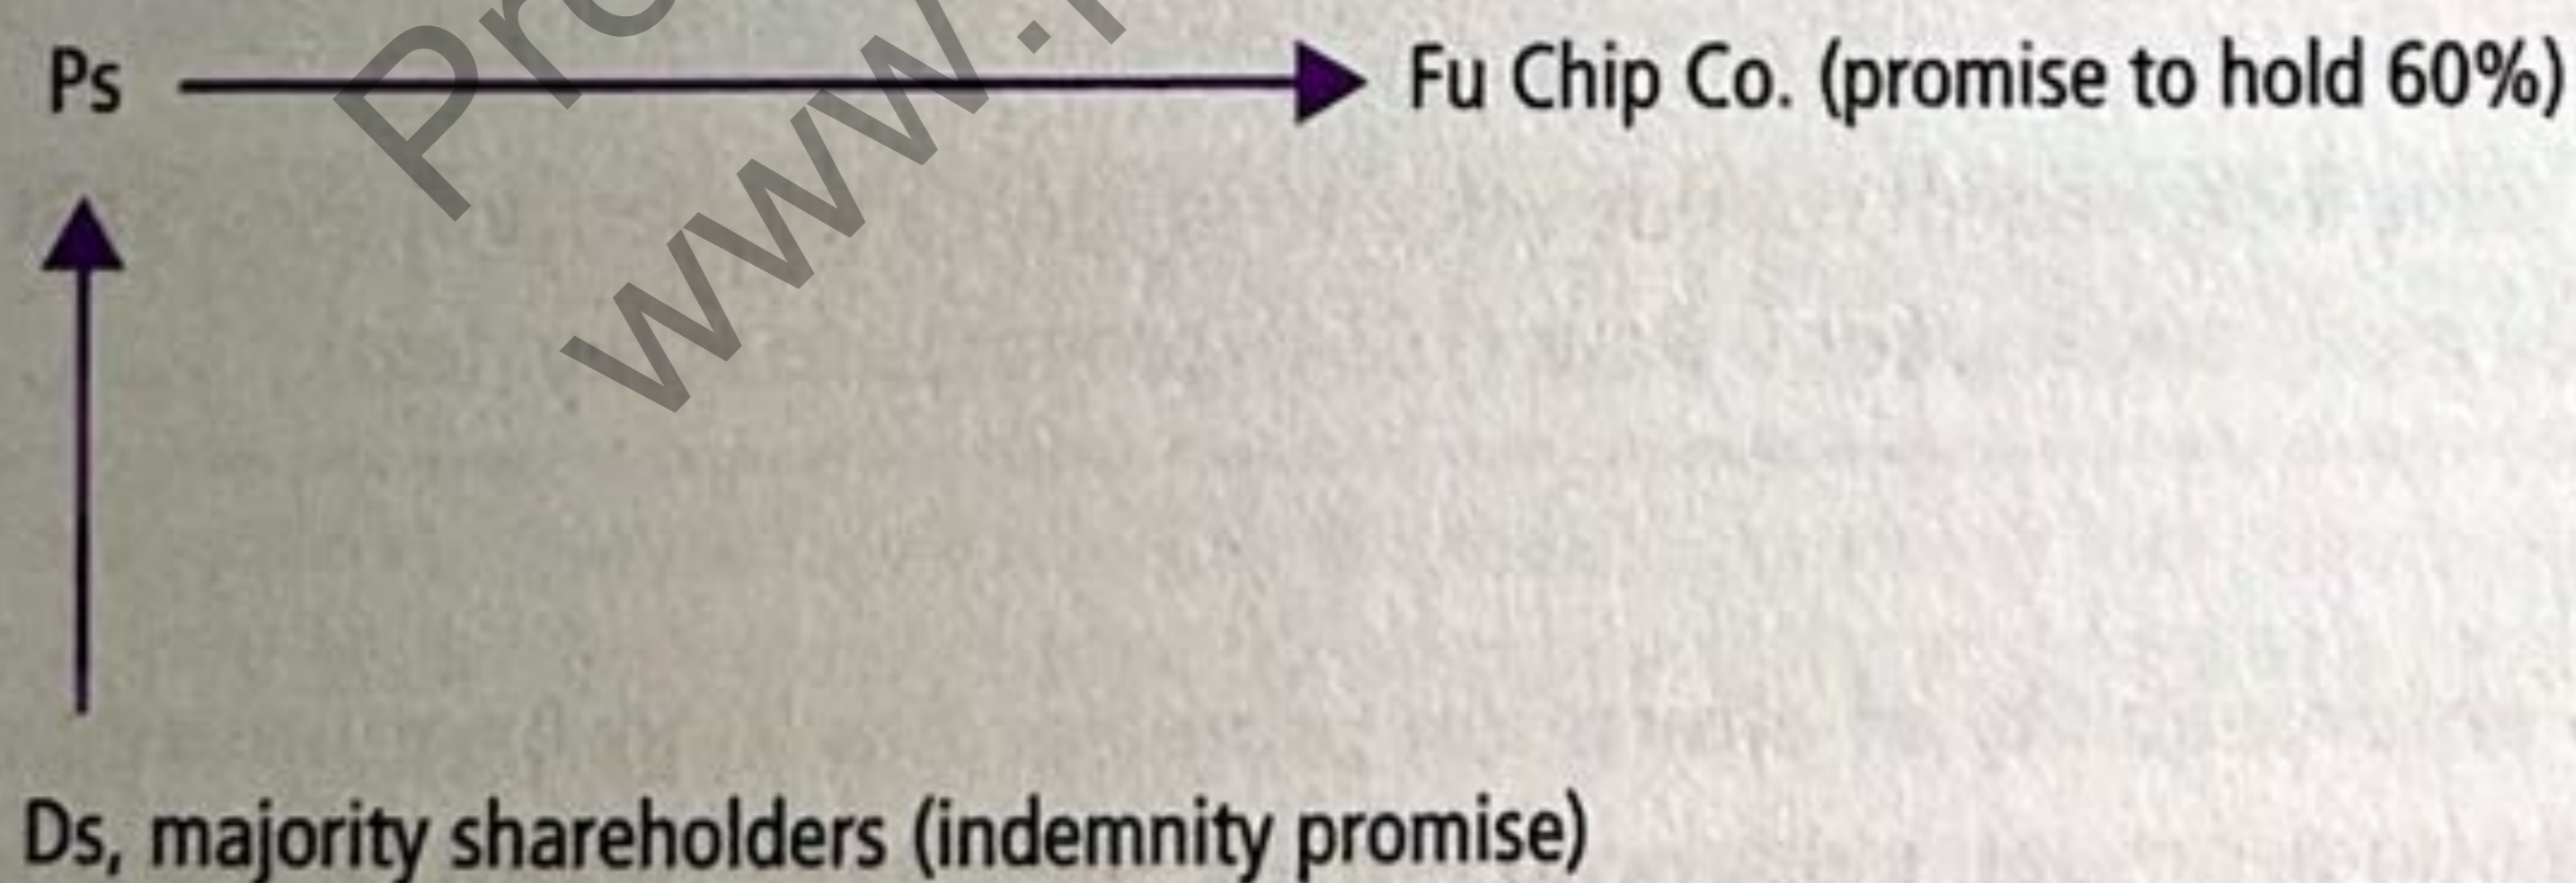 Ps Fu Chip Co. (promise to hold 60%)
Ds, majority shareholders (indemnity promise)